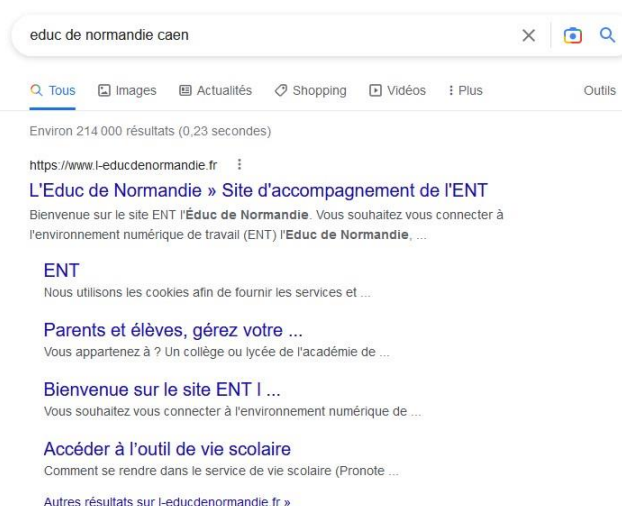 educ de normandie caen
Tous Images Actualités Shopping Vidéos Plus Outils
Environ 214 000 résultats (0,23 secondes)
https://www.l-educdenormandie.fr
L'Educ de Normandie » Site d'accompagnement de l'ENT
Bienvenue sur le site ENT l'Éduc de Normandie. Vous souhaitez vous connecter à
l'environnement numérique de travail (ENT) l'Educ de Normandie, ...
ENT
Nous utilisons les cookies afin de fournir les services et ...
Parents et élèves, gérez votre ...
Vous appartenez à ? Un collège ou lycée de l'académie de ...
Bienvenue sur le site ENT l ...
Vous souhaitez vous connecter à l'environnement numérique de ...
Accéder à l’outil de vie scolaire
Comment se rendre dans le service de vie scolaire (Pronote ...
Autres résultats sur l-educdenormandie.fr »